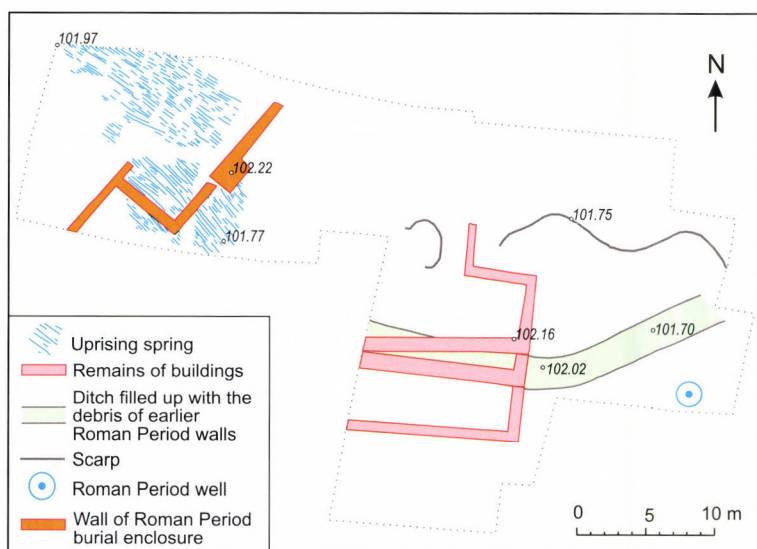 101.97
N
102.22
101.75
101.77
102.16
101.70
102.02
Uprising spring
Remains of buildings
Ditch filled up with the
debris of earlier
Roman Period walls
Scarp
Roman Period well
Wall of Roman Period
burial enclosure
0 5 10 m